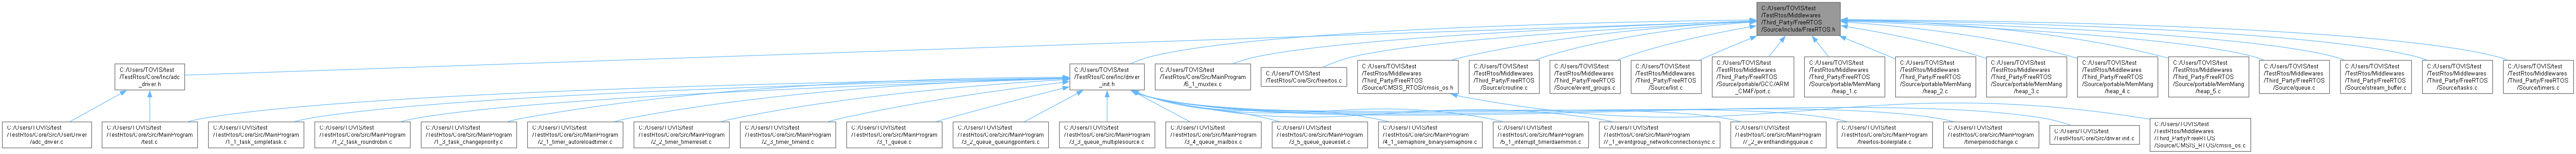 C:/Users/TOVIS/test
/TestRtos/Middlewares
/Third_Party/FreeRTOS
/Source/include/FreeRTOS.h
C:/Users/TOVIS/test
/TestRtos/Core/Inc/adc
_driver.h
C:/Users/TOVIS/test
/TestRtos/Core/Inc/driver
_init.h
C:/Users/TOVIS/test
/TestRtos/Core/Src/MainProgram
/6_1_muxtex.c
C:/Users/TOVIS/test
/TestRtos/Core/Src/freertos.c
C:/Users/TOVIS/test
/TestRtos/Middlewares
/Third_Party/FreeRTOS
/Source/CMSIS_RTOS/cmsis_os.h
C:/Users/TOVIS/test
/TestRtos/Middlewares
/Third_Party/FreeRTOS
/Source/croutine.c
C:/Users/TOVIS/test
/TestRtos/Middlewares
/Third_Party/FreeRTOS
/Source/event_groups.c
C:/Users/TOVIS/test
/TestRtos/Middlewares
/Third_Party/FreeRTOS
/Source/list.c
C:/Users/TOVIS/test
/TestRtos/Middlewares
/Third_Party/FreeRTOS
/Source/portable/GCC/ARM
_CM4F/port.c
C:/Users/TOVIS/test
/TestRtos/Middlewares
/Third_Party/FreeRTOS
/Source/portable/MemMang
/heap_1.c
C:/Users/TOVIS/test
/TestRtos/Middlewares
/Third_Party/FreeRTOS
/Source/portable/MemMang
/heap_2.c
C:/Users/TOVIS/test
/TestRtos/Middlewares
/Third_Party/FreeRTOS
/Source/portable/MemMang
/heap_3.c
C:/Users/TOVIS/test
/TestRtos/Middlewares
/Third_Party/FreeRTOS
/Source/portable/MemMang
/heap_4.c
C:/Users/TOVIS/test
/TestRtos/Middlewares
/Third_Party/FreeRTOS
/Source/portable/MemMang
/heap_5.c
C:/Users/TOVIS/test
/TestRtos/Middlewares
/Third_Party/FreeRTOS
/Source/queue.c
C:/Users/TOVIS/test
/TestRtos/Middlewares
/Third_Party/FreeRTOS
/Source/stream_buffer.c
C:/Users/TOVIS/test
/TestRtos/Middlewares
/Third_Party/FreeRTOS
/Source/tasks.c
C:/Users/TOVIS/test
/TestRtos/Middlewares
/Third_Party/FreeRTOS
/Source/timers.c
C:/Users/TOVIS/test
/TestRtos/Core/Src/UserDriver
/adc_driver.c
C:/Users/TOVIS/test
/TestRtos/Core/Src/MainProgram
/test.c
C:/Users/TOVIS/test
/TestRtos/Core/Src/MainProgram
/1_1_task_simpletask.c
C:/Users/TOVIS/test
/TestRtos/Core/Src/MainProgram
/1_2_task_roundrobin.c
C:/Users/TOVIS/test
/TestRtos/Core/Src/MainProgram
/1_3_task_changepriority.c
C:/Users/TOVIS/test
/TestRtos/Core/Src/MainProgram
/2_1_timer_autoreloadtimer.c
C:/Users/TOVIS/test
/TestRtos/Core/Src/MainProgram
/2_2_timer_timerreset.c
C:/Users/TOVIS/test
/TestRtos/Core/Src/MainProgram
/2_3_timer_timerid.c
C:/Users/TOVIS/test
/TestRtos/Core/Src/MainProgram
/3_1_queue.c
C:/Users/TOVIS/test
/TestRtos/Core/Src/MainProgram
/3_2_queue_queuingpointers.c
C:/Users/TOVIS/test
/TestRtos/Core/Src/MainProgram
/3_3_queue_multiplesource.c
C:/Users/TOVIS/test
/TestRtos/Core/Src/MainProgram
/3_4_queue_mailbox.c
C:/Users/TOVIS/test
/TestRtos/Core/Src/MainProgram
/3_5_queue_queueset.c
C:/Users/TOVIS/test
/TestRtos/Core/Src/MainProgram
/4_1_semaphore_binarysemaphore.c
C:/Users/TOVIS/test
/TestRtos/Core/Src/MainProgram
/5_1_interrupt_timerdaemmon.c
C:/Users/TOVIS/test
/TestRtos/Core/Src/MainProgram
/7_1_eventgroup_networkconnectionsync.c
C:/Users/TOVIS/test
/TestRtos/Core/Src/MainProgram
/7_2_eventhandlingqueue.c
C:/Users/TOVIS/test
/TestRtos/Core/Src/MainProgram
/freertos-boilerplate.c
C:/Users/TOVIS/test
/TestRtos/Core/Src/MainProgram
/timerperiodchange.c
C:/Users/TOVIS/test
/TestRtos/Core/Src/driver init.c
C:/Users/TOVIS/test
/TestRtos/Middlewares
/Third_Party/FreeRTOS
/Source/CMSIS_RTOS/cmsis_os.c